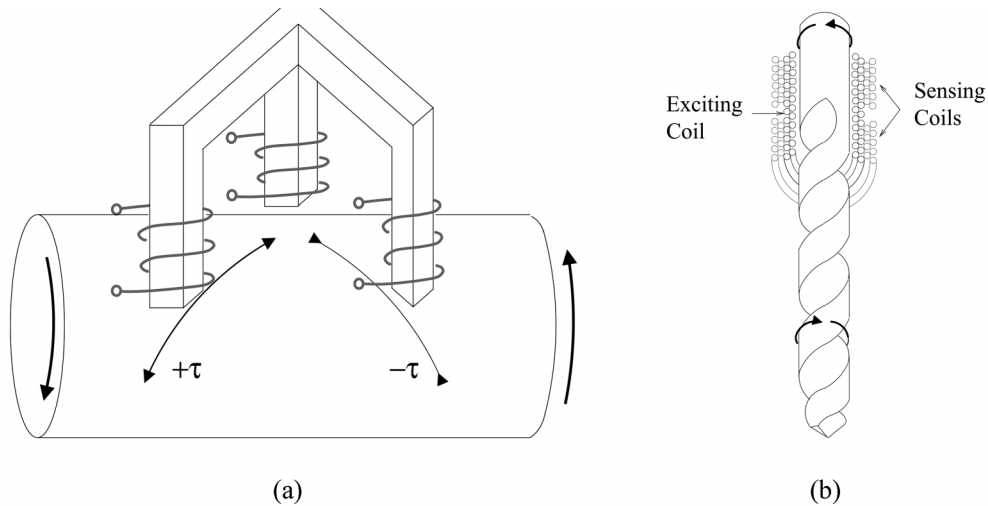 Exciting
Coil
Sensing
Coils
+τ
−τ
(a)
(b)